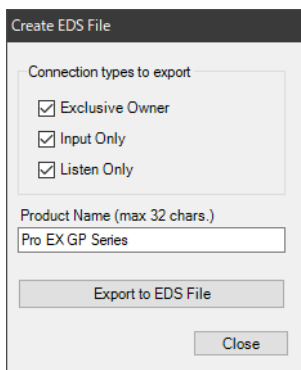 Create EDS File
Connection types to export
Exclusive Owner
Input Only
Listen Only
Product Name (max 32 chars.)
Pro EX GP Series
Export to EDS File
Close